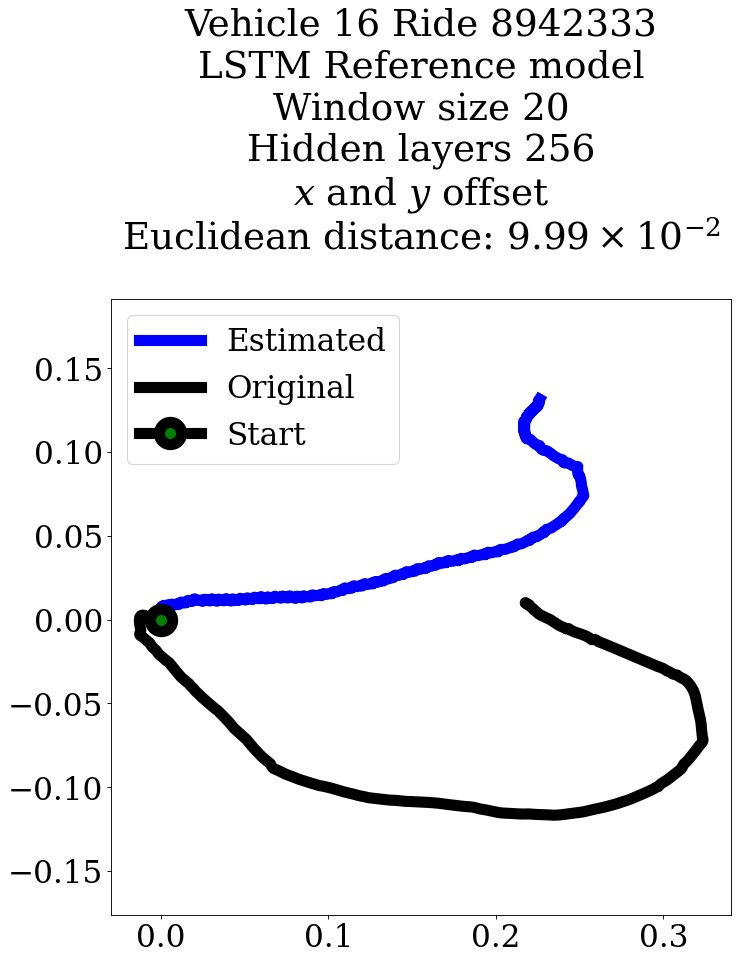 Vehicle 16 Ride 8942333
LSTM Reference model
Window size 20
Hidden layers 256
x and y offset
Euclidean distance: 9.99 × 10⁻²
Estimated
Original
Start
0.15
0.10
0.05
0.00
−0.05
−0.10
−0.15
0.0 0.1 0.2 0.3